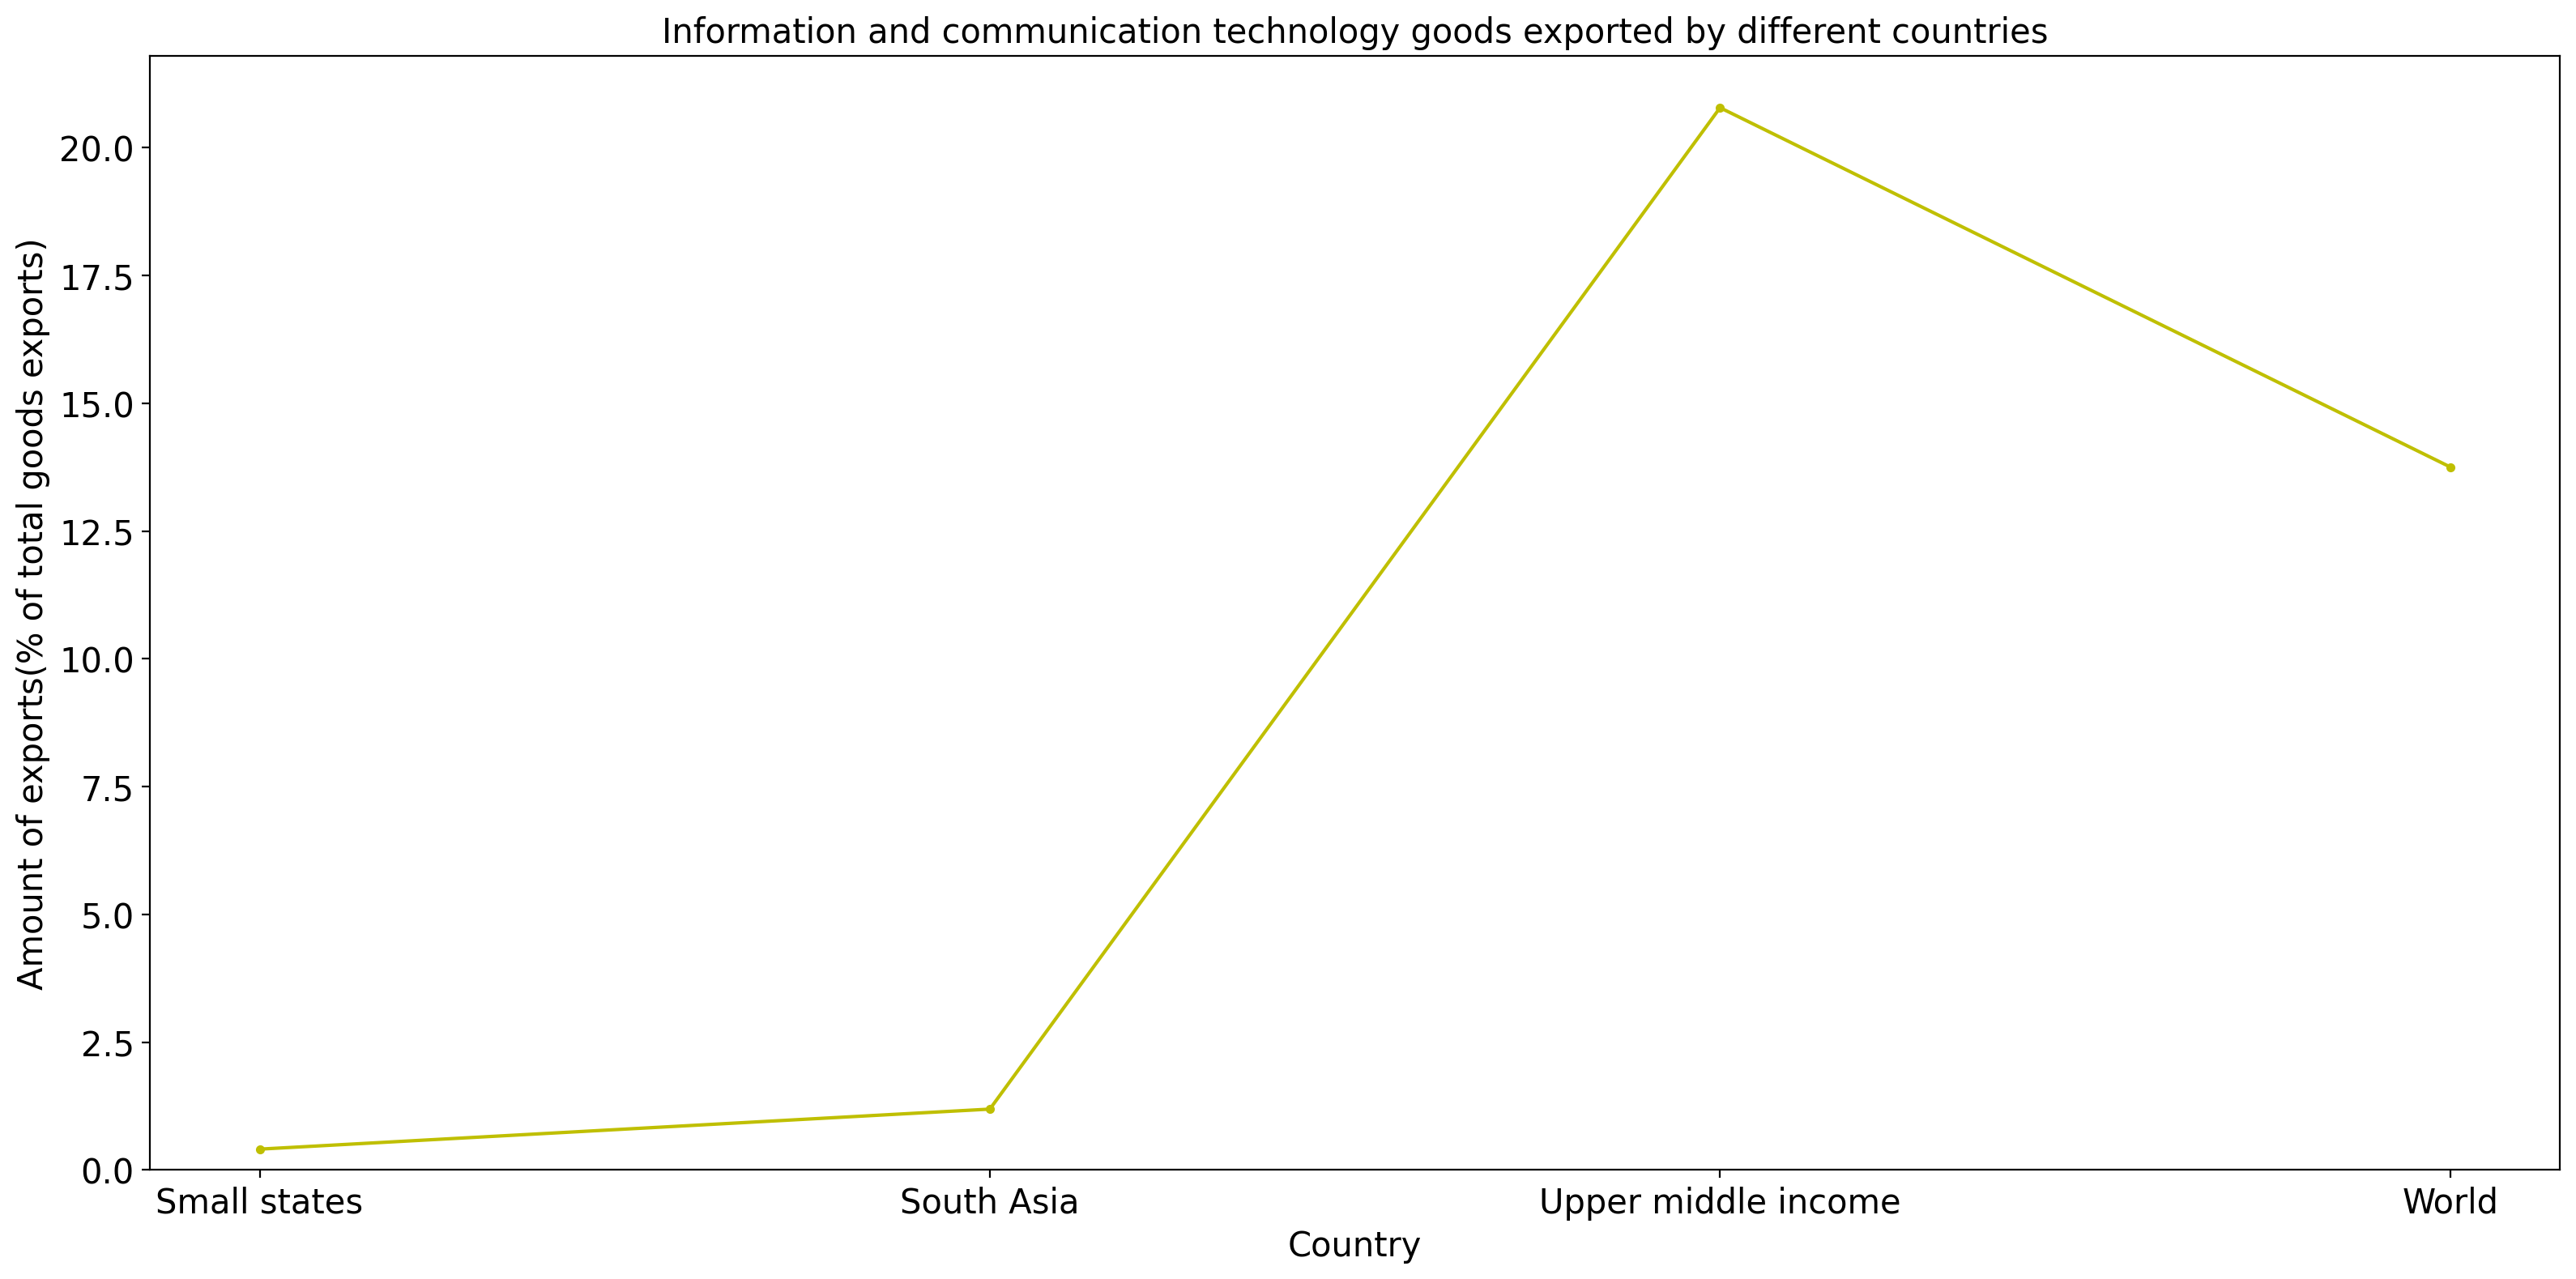 Information and communication technology goods exported by different countries
Amount of exports(% of total goods exports)
20.0
17.5
15.0
12.5
10.0
7.5
5.0
2.5
0.0
Small states
South Asia
Upper middle income
World
Country